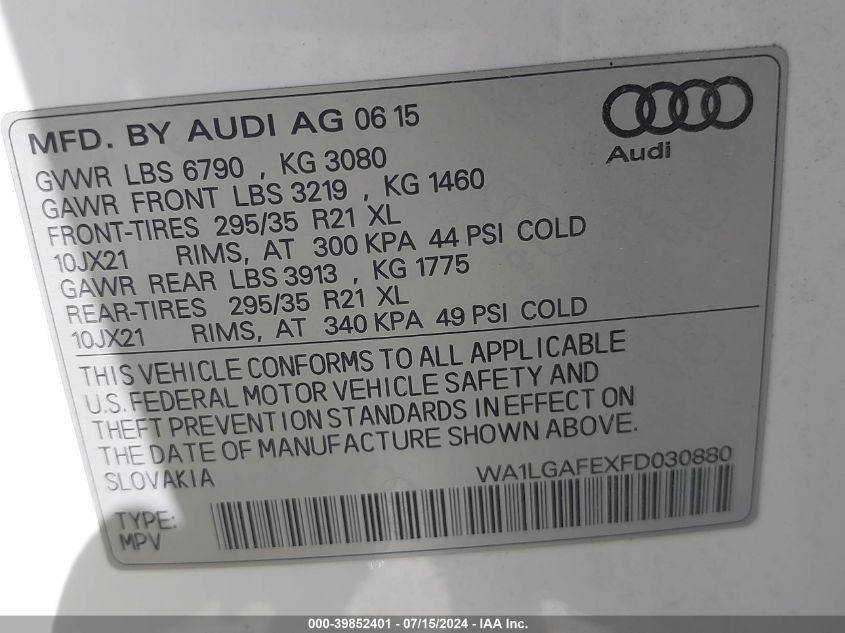 MFD. BY AUDI AG 06 15
Audi
GVWR LBS 6790 , KG 3080
GAWR FRONT LBS 3219 , KG 1460
FRONT-TIRES 295/35 R21 XL
10JX21 RIMS, AT 300 KPA 44 PSI COLD
GAWR REAR LBS 3913 , KG 1775
REAR-TIRES 295/35 R21 XL
10JX21 RIMS, AT 340 KPA 49 PSI COLD
THIS VEHICLE CONFORMS TO ALL APPLICABLE
U.S. FEDERAL MOTOR VEHICLE SAFETY AND
THEFT PREVENTION STANDARDS IN EFFECT ON
THE DATE OF MANUFACTURE SHOWN ABOVE.
SLOVAKIA WA1LGAFEXFD030880
TYPE:
MPV
000-39852401 - 07/15/2024 - IAA Inc.